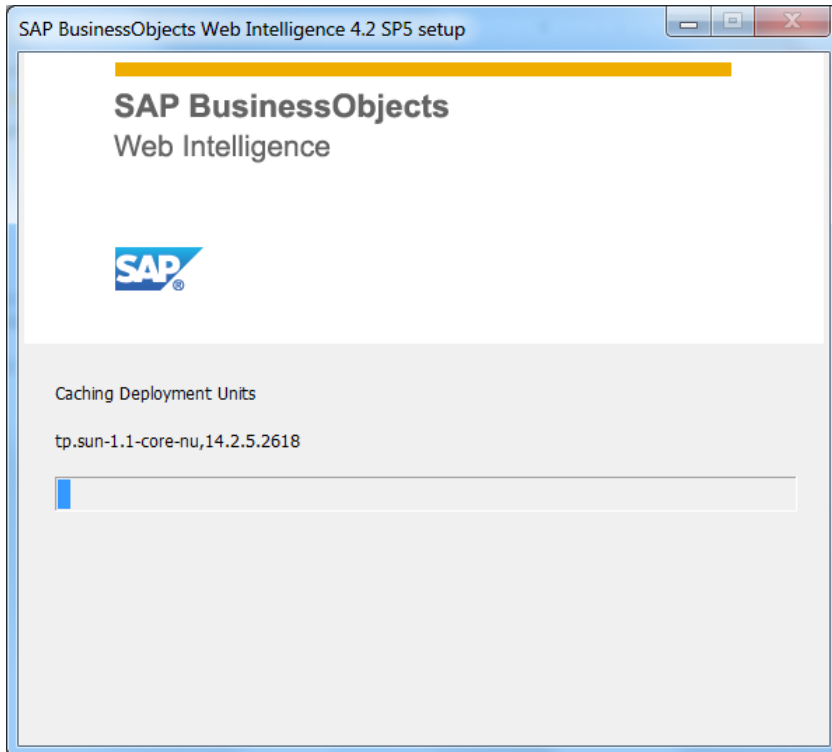 SAP BusinessObjects Web Intelligence 4.2 SP5 setup
SAP BusinessObjects
Web Intelligence
SAP®
Caching Deployment Units
tp.sun-1.1-core-nu,14.2.5.2618